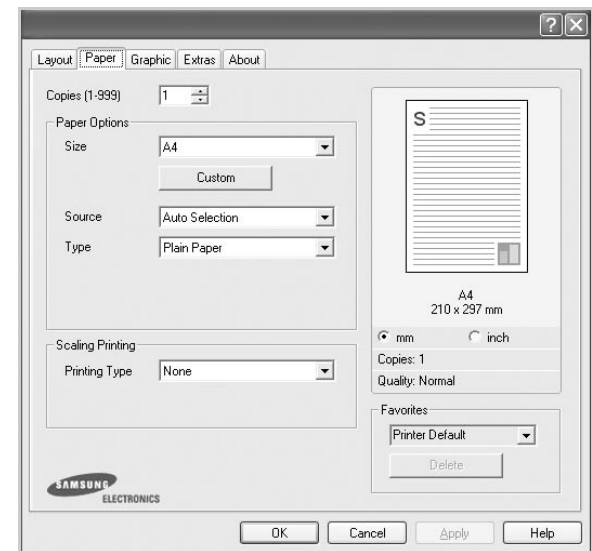 Layout Paper Graphic Extras About
Copies (1-999) 1
Paper Options
Size A4
Custom
Source Auto Selection
Type Plain Paper
Scaling Printing
Printing Type None
S
A4
210 x 297 mm
mm inch
Copies: 1
Quality: Normal
Favorites
Printer Default
Delete
SAMSUNG
ELECTRONICS
OK Cancel Apply Help